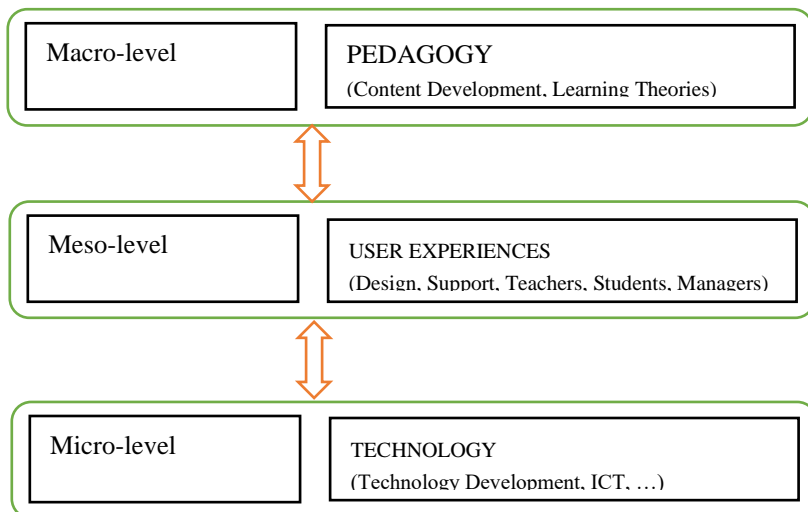 Macro-level
PEDAGOGY
(Content Development, Learning Theories)
Meso-level
USER EXPERIENCES
(Design, Support, Teachers, Students, Managers)
Micro-level
TECHNOLOGY
(Technology Development, ICT, …)